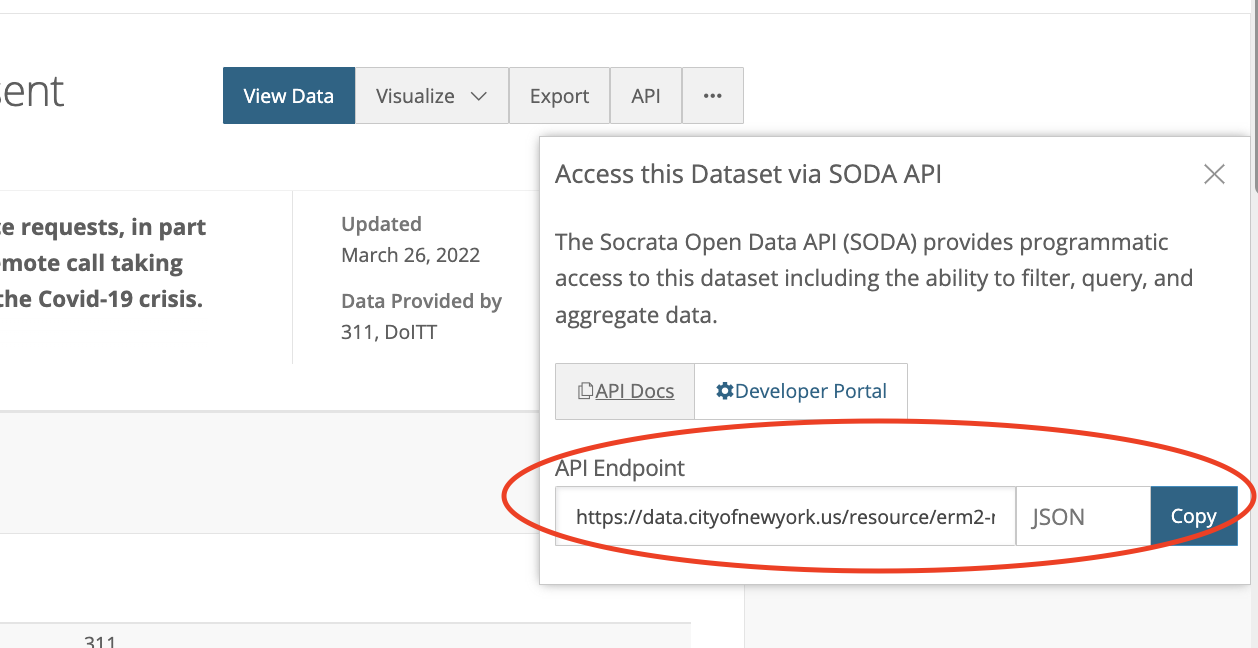 sent
View Data
Visualize
Export
API
...
Access this Dataset via SODA API
The Socrata Open Data API (SODA) provides programmatic
access to this dataset including the ability to filter, query, and
aggregate data.
API Docs
Developer Portal
API Endpoint
https://data.cityofnewyork.us/resource/erm2-
JSON
Copy
requests, in part
mote call taking
the Covid-19 crisis.
Updated
March 26, 2022
Data Provided by
311, DoITT
311